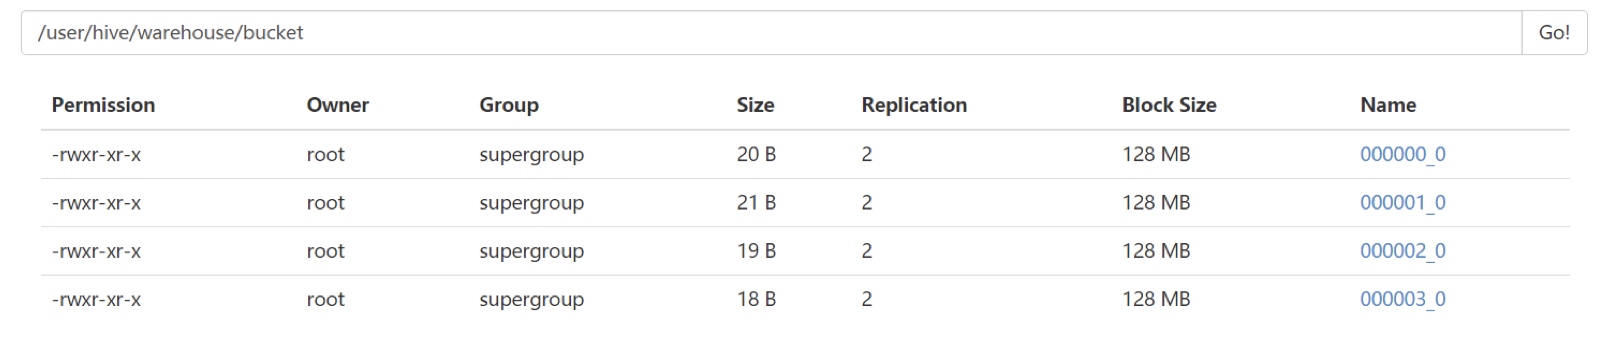 /user/hive/warehouse/bucket Go!
Permission Owner Group Size Replication Block Size Name
-rwxr-xr-x root supergroup 20 B 2 128 MB 000000_0
-rwxr-xr-x root supergroup 21 B 2 128 MB 000001_0
-rwxr-xr-x root supergroup 19 B 2 128 MB 000002_0
-rwxr-xr-x root supergroup 18 B 2 128 MB 000003_0